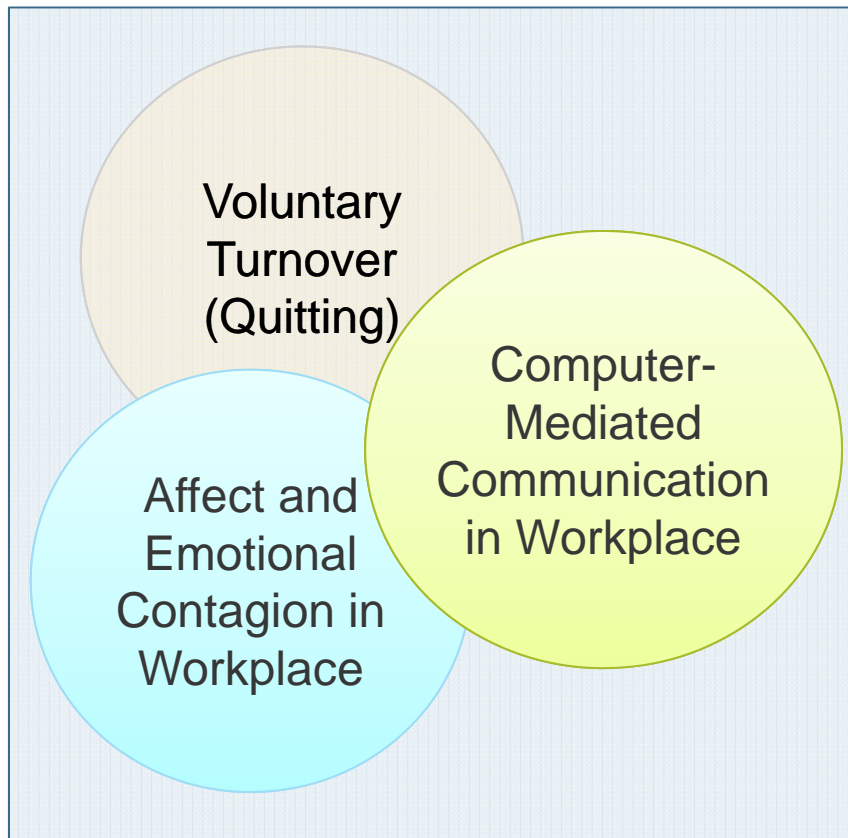 Voluntary
Turnover
(Quitting)
Computer-
Mediated
Communication
in Workplace
Affect and
Emotional
Contagion in
Workplace